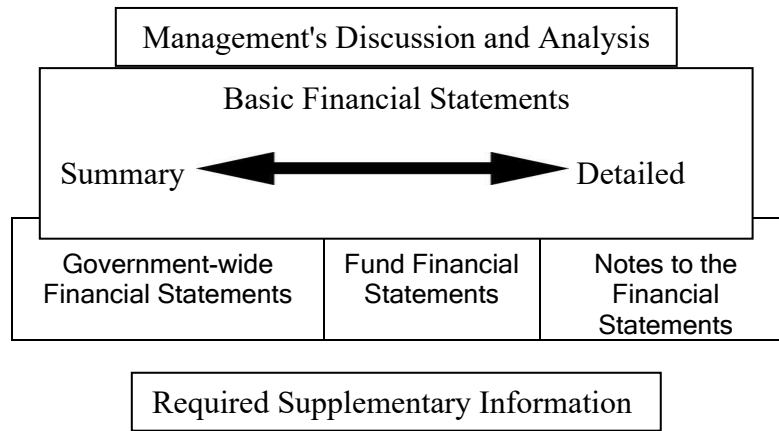 Management's Discussion and Analysis
Basic Financial Statements
Summary Detailed
Government-wide
Financial Statements
Fund Financial
Statements
Notes to the
Financial
Statements
Required Supplementary Information